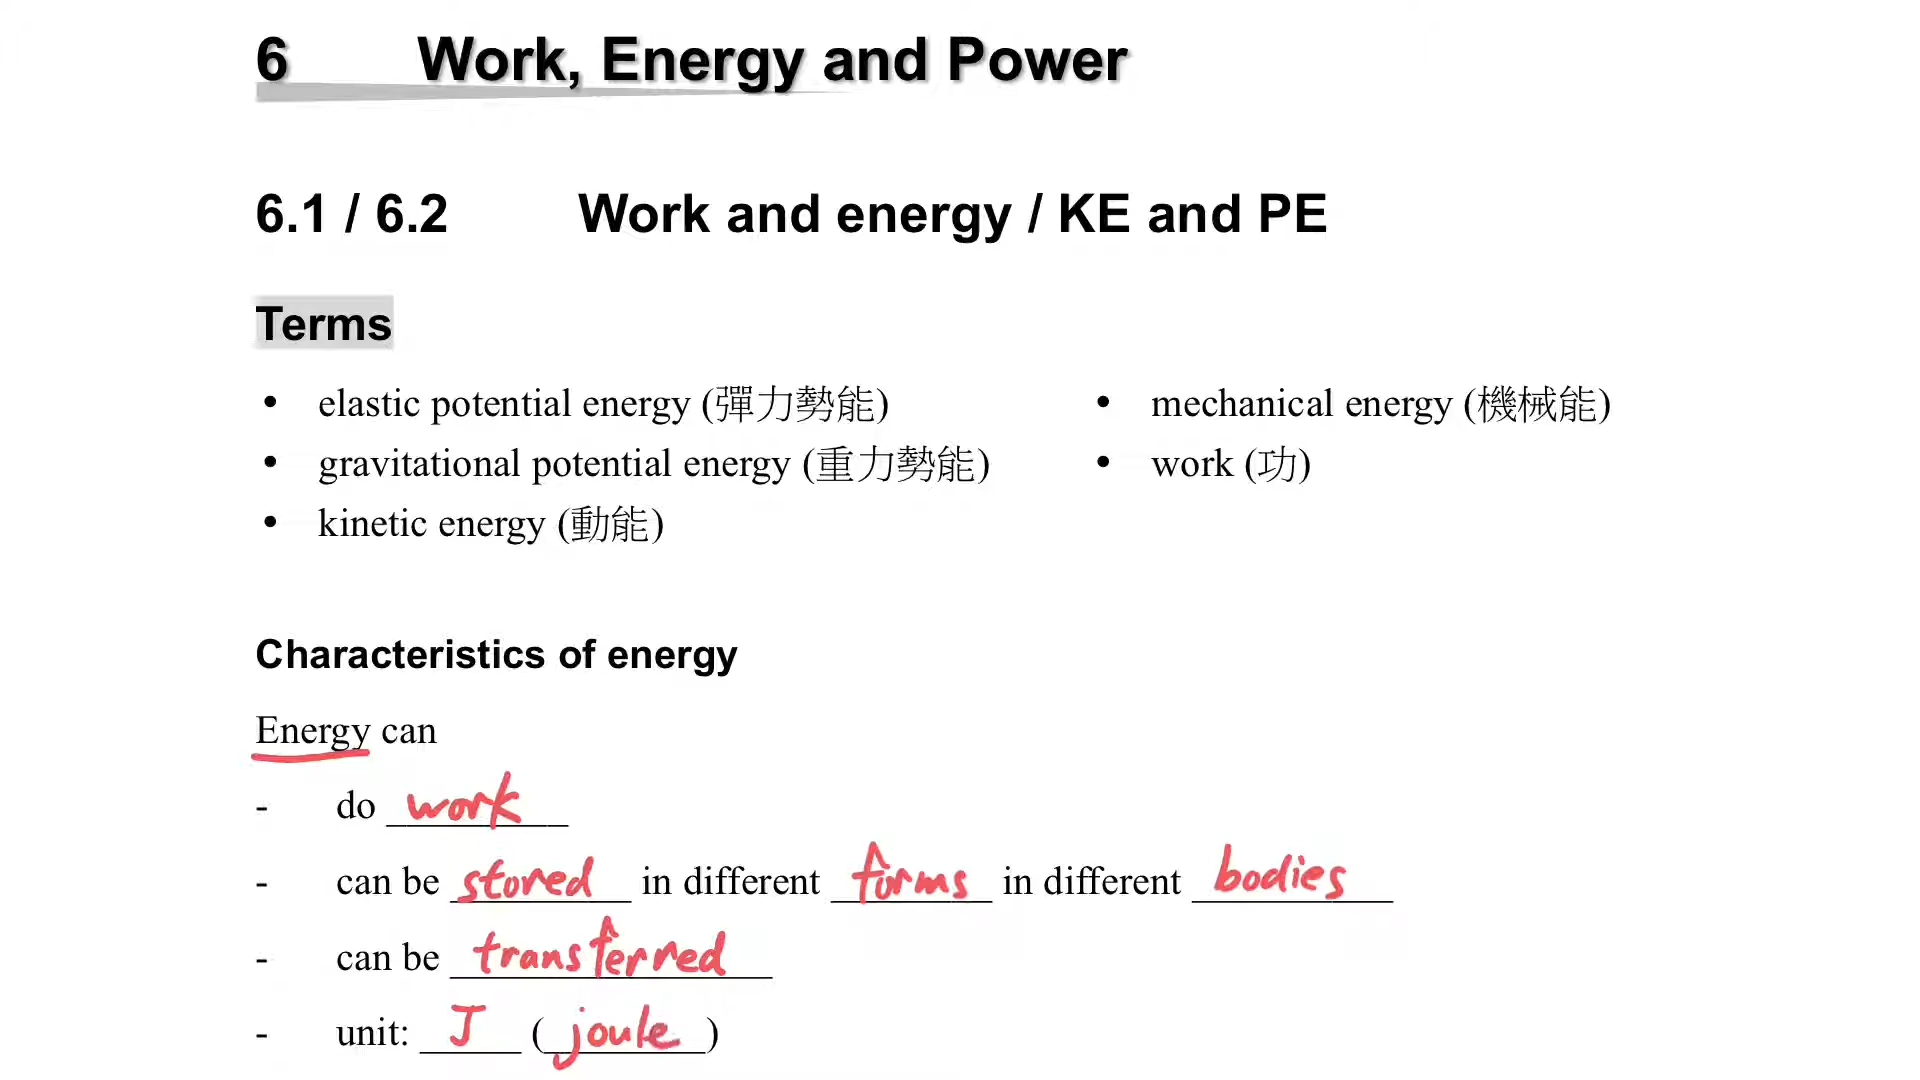 6 Work, Energy and Power
6.1 / 6.2 Work and energy / KE and PE
Terms
• elastic potential energy (彈力勢能)
• gravitational potential energy (重力勢能)
• kinetic energy (動能)
• mechanical energy (機械能)
• work (功)
Characteristics of energy
Energy can
- do work
- can be stored in different forms in different bodies
- can be transferred
- unit: J (joule)